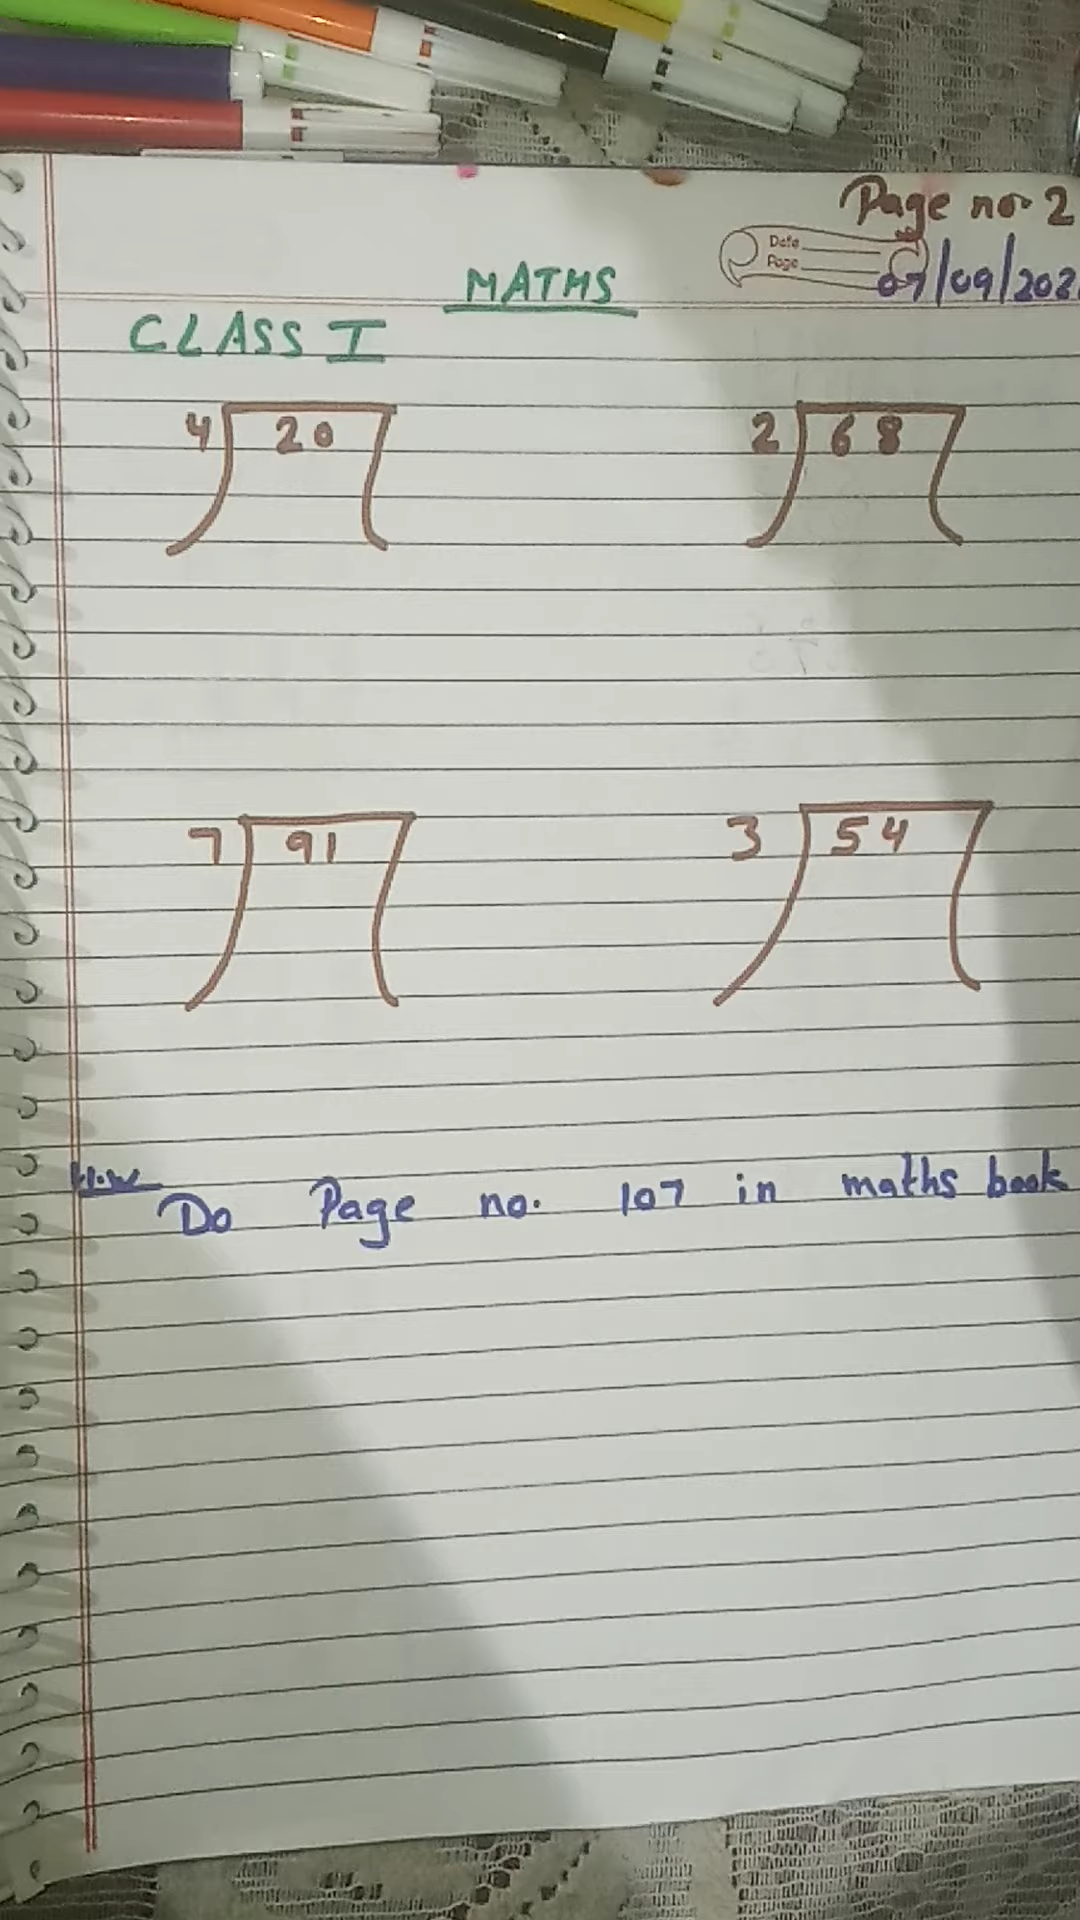 Page no. 2
Date
Page
07/09/202
MATHS
CLASS I
4 20
2 68
7 91
3 54
H.W
Do Page no. 107 in maths book